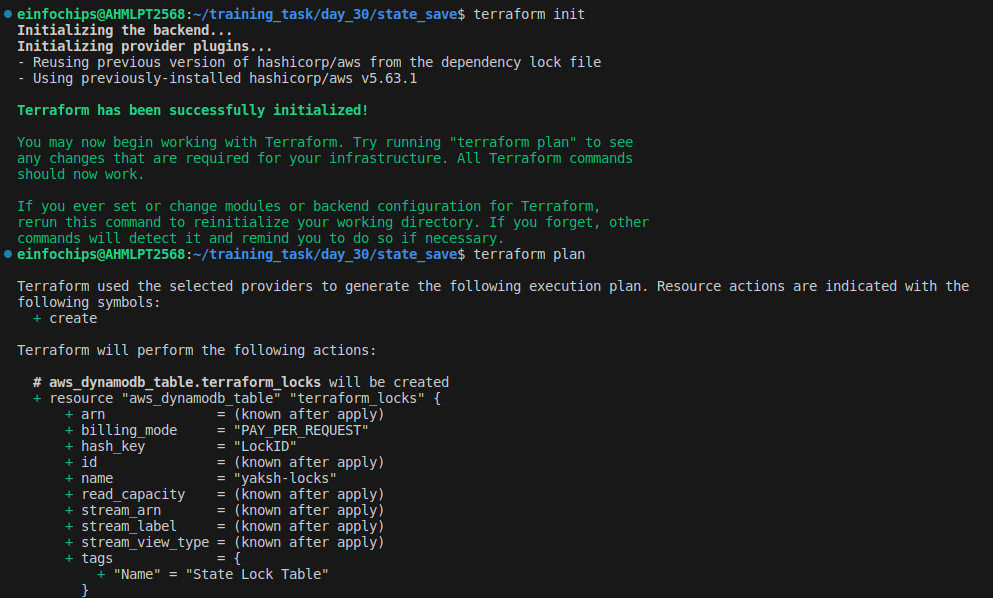 einfochips@AHMLPT2568:~/training_task/day_30/state_save$ terraform init
Initializing the backend...
Initializing provider plugins...
- Reusing previous version of hashicorp/aws from the dependency lock file
- Using previously-installed hashicorp/aws v5.63.1

Terraform has been successfully initialized!

You may now begin working with Terraform. Try running "terraform plan" to see
any changes that are required for your infrastructure. All Terraform commands
should now work.

If you ever set or change modules or backend configuration for Terraform,
rerun this command to reinitialize your working directory. If you forget, other
commands will detect it and remind you to do so if necessary.
einfochips@AHMLPT2568:~/training_task/day_30/state_save$ terraform plan

Terraform used the selected providers to generate the following execution plan. Resource actions are indicated with the
following symbols:
  + create

Terraform will perform the following actions:

  # aws_dynamodb_table.terraform_locks will be created
  + resource "aws_dynamodb_table" "terraform_locks" {
      + arn              = (known after apply)
      + billing_mode     = "PAY_PER_REQUEST"
      + hash_key         = "LockID"
      + id               = (known after apply)
      + name             = "yaksh-locks"
      + read_capacity    = (known after apply)
      + stream_arn       = (known after apply)
      + stream_label     = (known after apply)
      + stream_view_type = (known after apply)
      + tags             = {
          + "Name" = "State Lock Table"
        }